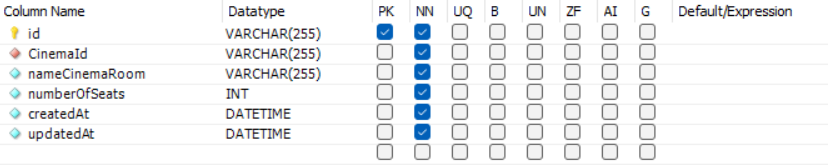 Column Name Datatype PK NN UQ B UN ZF AI G Default/Expression
id VARCHAR(255)
CinemaId VARCHAR(255)
nameCinemaRoom VARCHAR(255)
numberOfSeats INT
createdAt DATETIME
updatedAt DATETIME